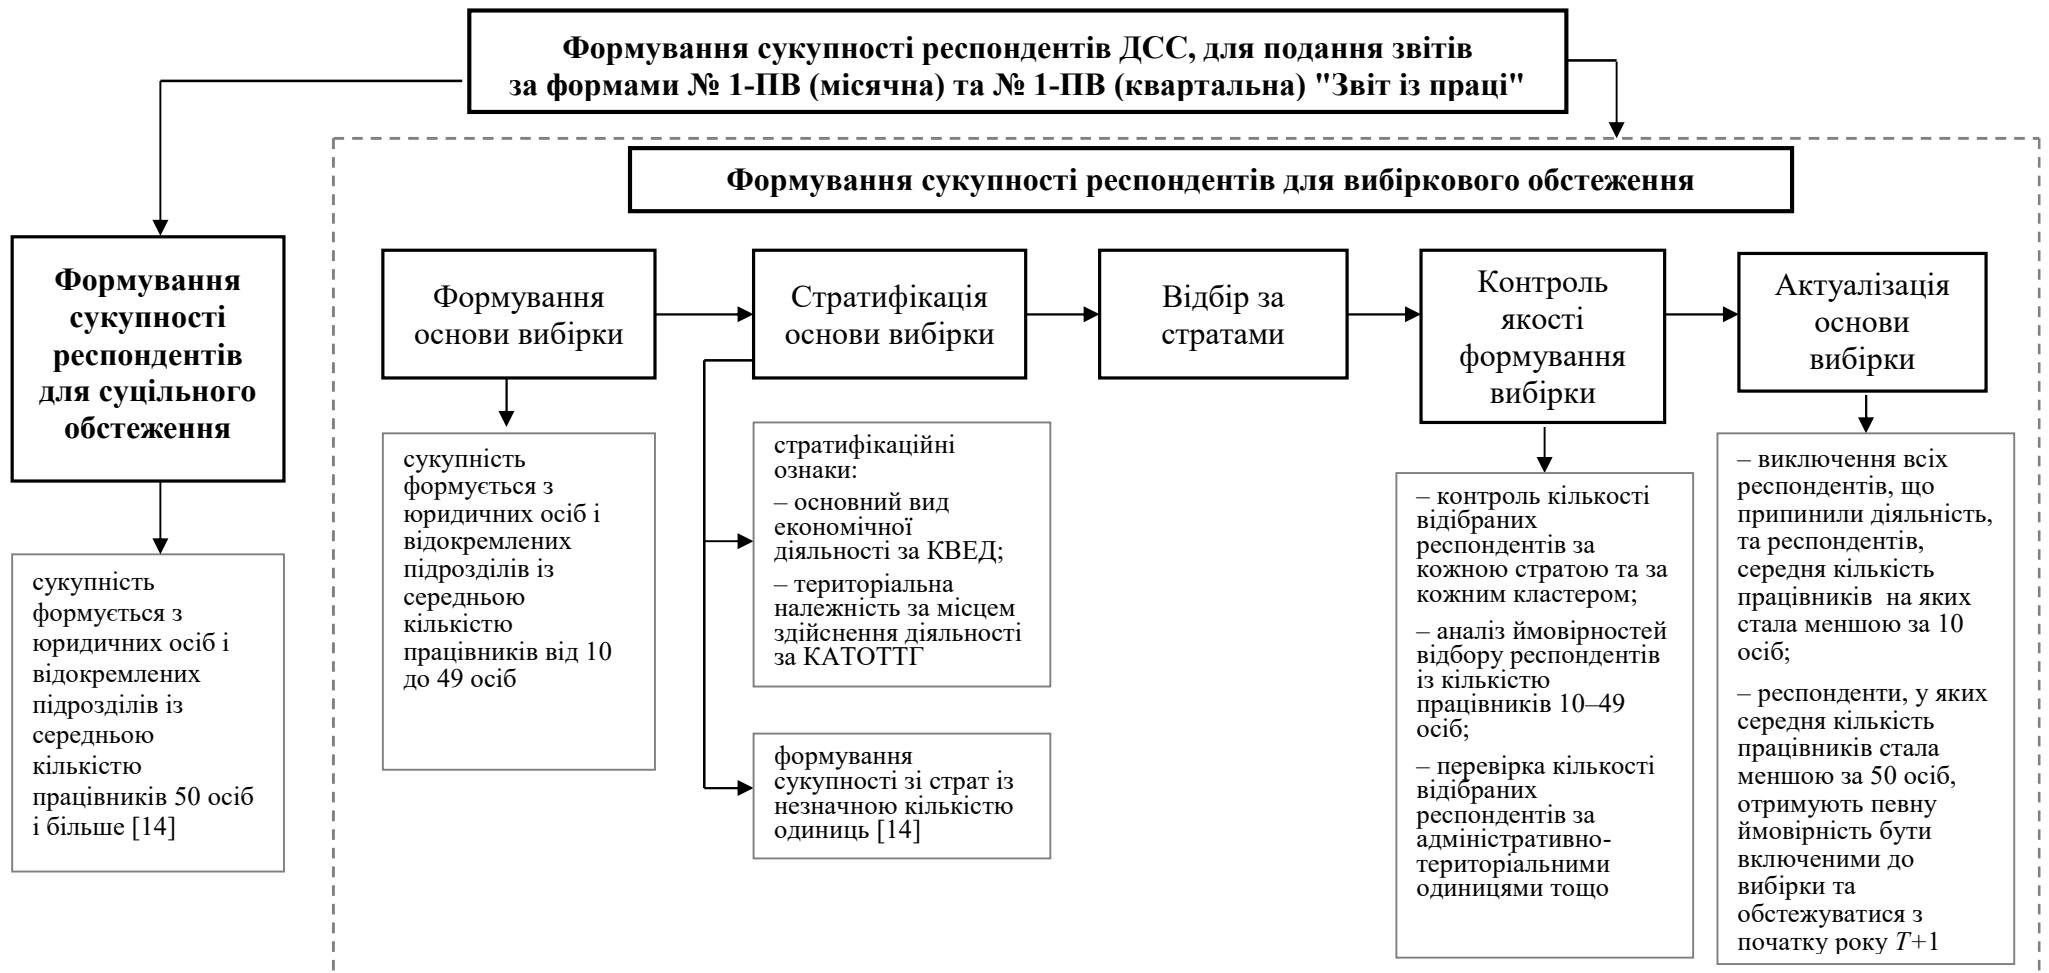 Формування сукупності респондентів ДСС, для подання звітів
за формами № 1-ПВ (місячна) та № 1-ПВ (квартальна) "Звіт із праці"
Формування сукупності респондентів для вибіркового обстеження
Формування
сукупності
респондентів
для суцільного
обстеження
сукупність
формується з
юридичних осіб і
відокремлених
підрозділів із
середньою
кількістю
працівників 50 осіб
і більше [14]
Формування
основи вибірки
сукупність
формується з
юридичних осіб і
відокремлених
підрозділів із
середньою
кількістю
працівників від 10
до 49 осіб
Стратифікація
основи вибірки
стратифікаційні
ознаки:
– основний вид
економічної
діяльності за КВЕД;
– територіальна
належність за місцем
здійснення діяльності
за КАТОТТГ
формування
сукупності зі страт із
незначною кількістю
одиниць [14]
Відбір за
стратами
Контроль
якості
формування
вибірки
– контроль кількості
відібраних
респондентів за
кожною стратою та за
кожним кластером;
– аналіз ймовірностей
відбору респондентів
із кількістю
працівників 10–49
осіб;
– перевірка кількості
відібраних
респондентів за
адміністративно-
територіальними
одиницями тощо
Актуалізація
основи
вибірки
– виключення всіх
респондентів, що
припинили діяльність,
та респондентів,
середня кількість
працівників на яких
стала меншою за 10
осіб;
– респонденти, у яких
середня кількість
працівників стала
меншою за 50 осіб,
отримують певну
ймовірність бути
включеними до
вибірки та
обстежуватися з
початку року T+1